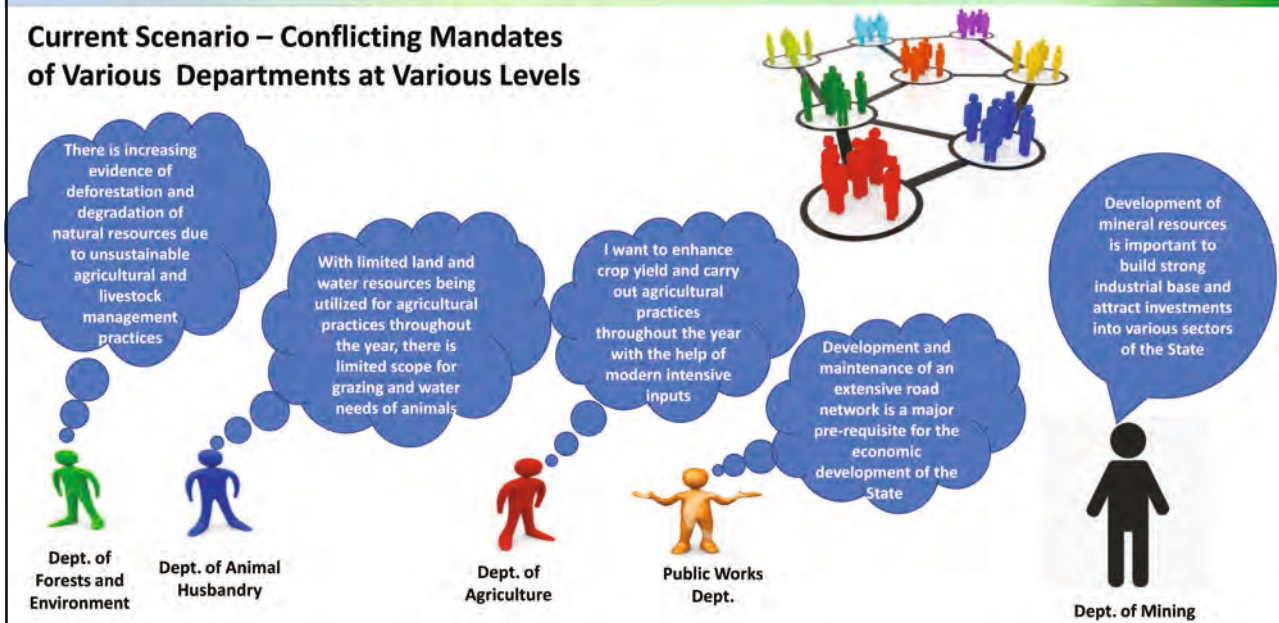 Current Scenario – Conflicting Mandates
of Various Departments at Various Levels
There is increasing
evidence of
deforestation and
degradation of
natural resources due
to unsustainable
agricultural and
livestock
management
practices
With limited land and
water resources being
utilized for agricultural
practices throughout
the year, there is
limited scope for
grazing and water
needs of animals
I want to enhance
crop yield and carry
out agricultural
practices
throughout the year
with the help of
modern intensive
inputs
Development and
maintenance of an
extensive road
network is a major
pre-requisite for the
economic
development of the
State
Development of
mineral resources
is important to
build strong
industrial base and
attract investments
into various sectors
of the State
Dept. of
Forests and
Environment
Dept. of Animal
Husbandry
Dept. of
Agriculture
Public Works
Dept.
Dept. of Mining